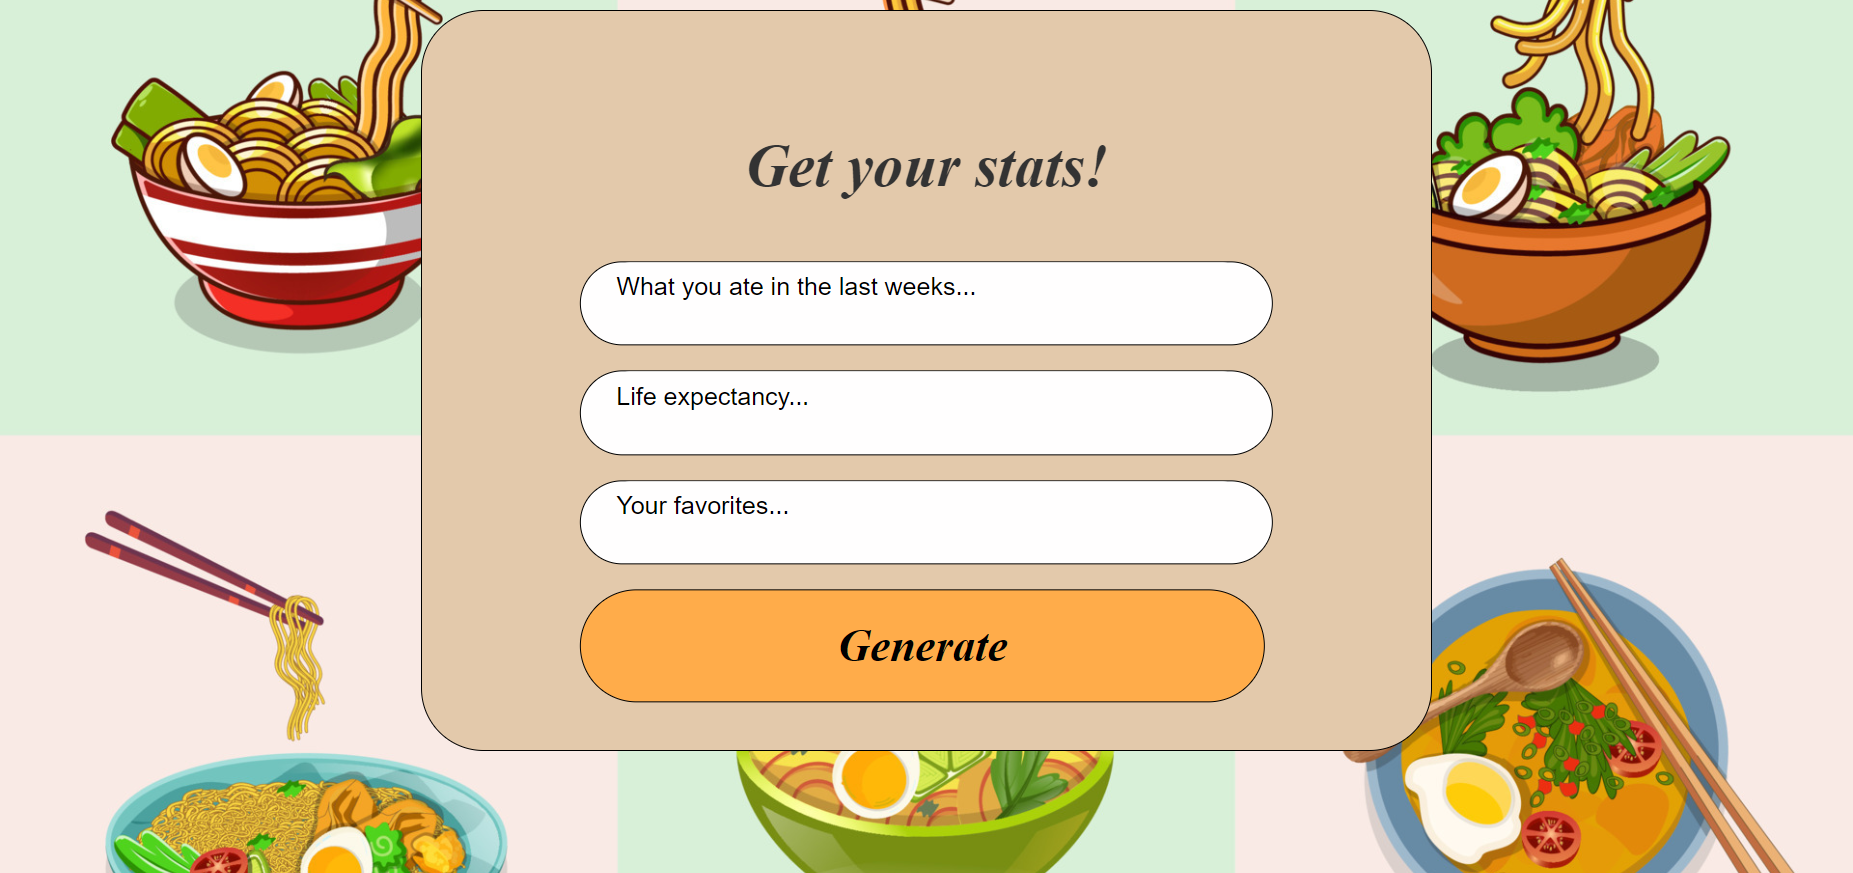 Get your stats!
What you ate in the last weeks...
Life expectancy...
Your favorites...
Generate